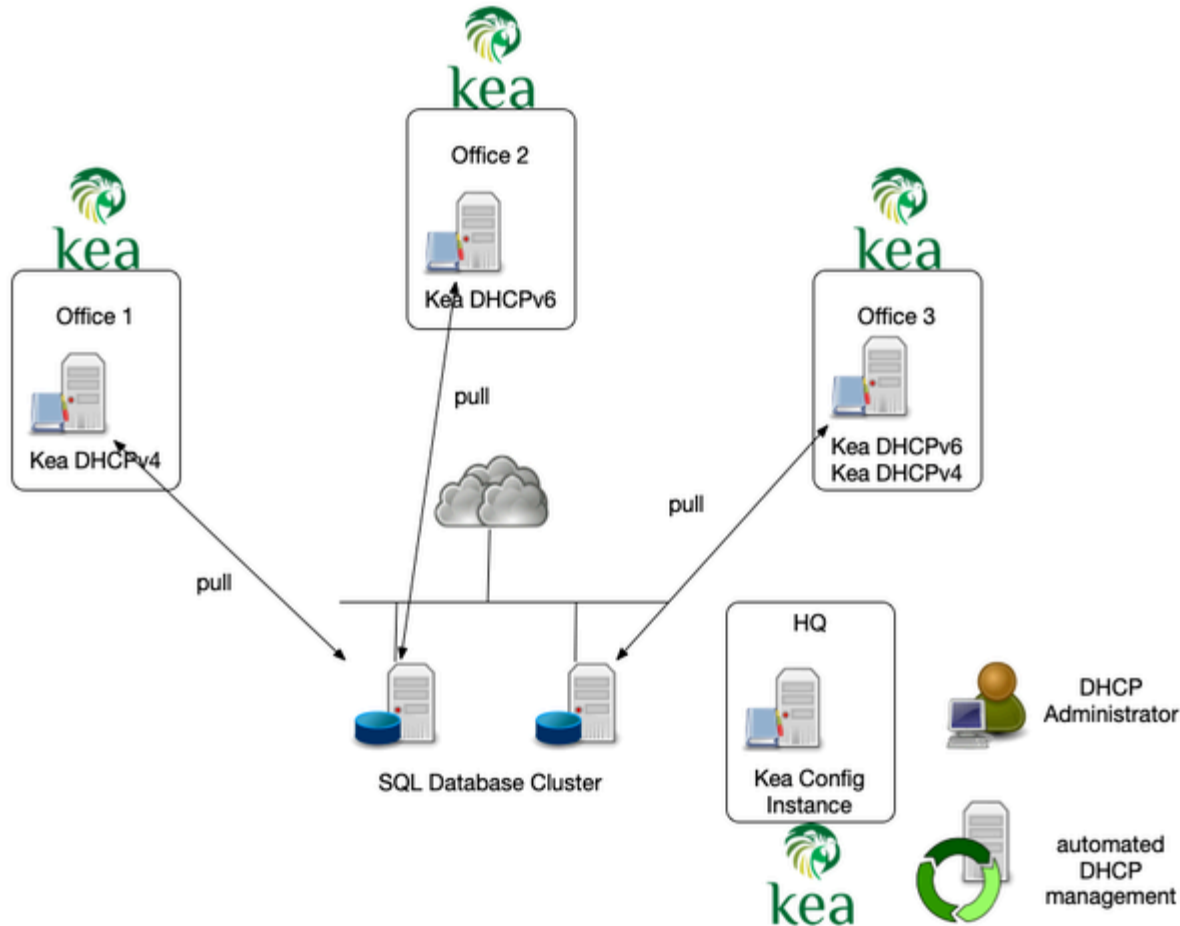 kea
Office 2
Kea DHCPv6
kea
Office 1
Kea DHCPv4
kea
Office 3
Kea DHCPv6
Kea DHCPv4
pull
pull
pull
SQL Database Cluster
HQ
Kea Config
Instance
kea
DHCP
Administrator
automated
DHCP
management